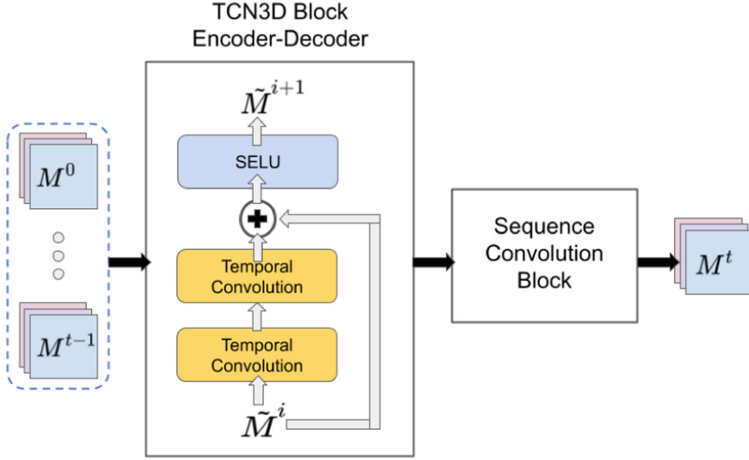 TCN3D Block
Encoder-Decoder
M̃^{i+1}
SELU
M^0
Temporal
Convolution
Temporal
Convolution
M^{t-1}
M̃^i
Sequence
Convolution
Block
M^t